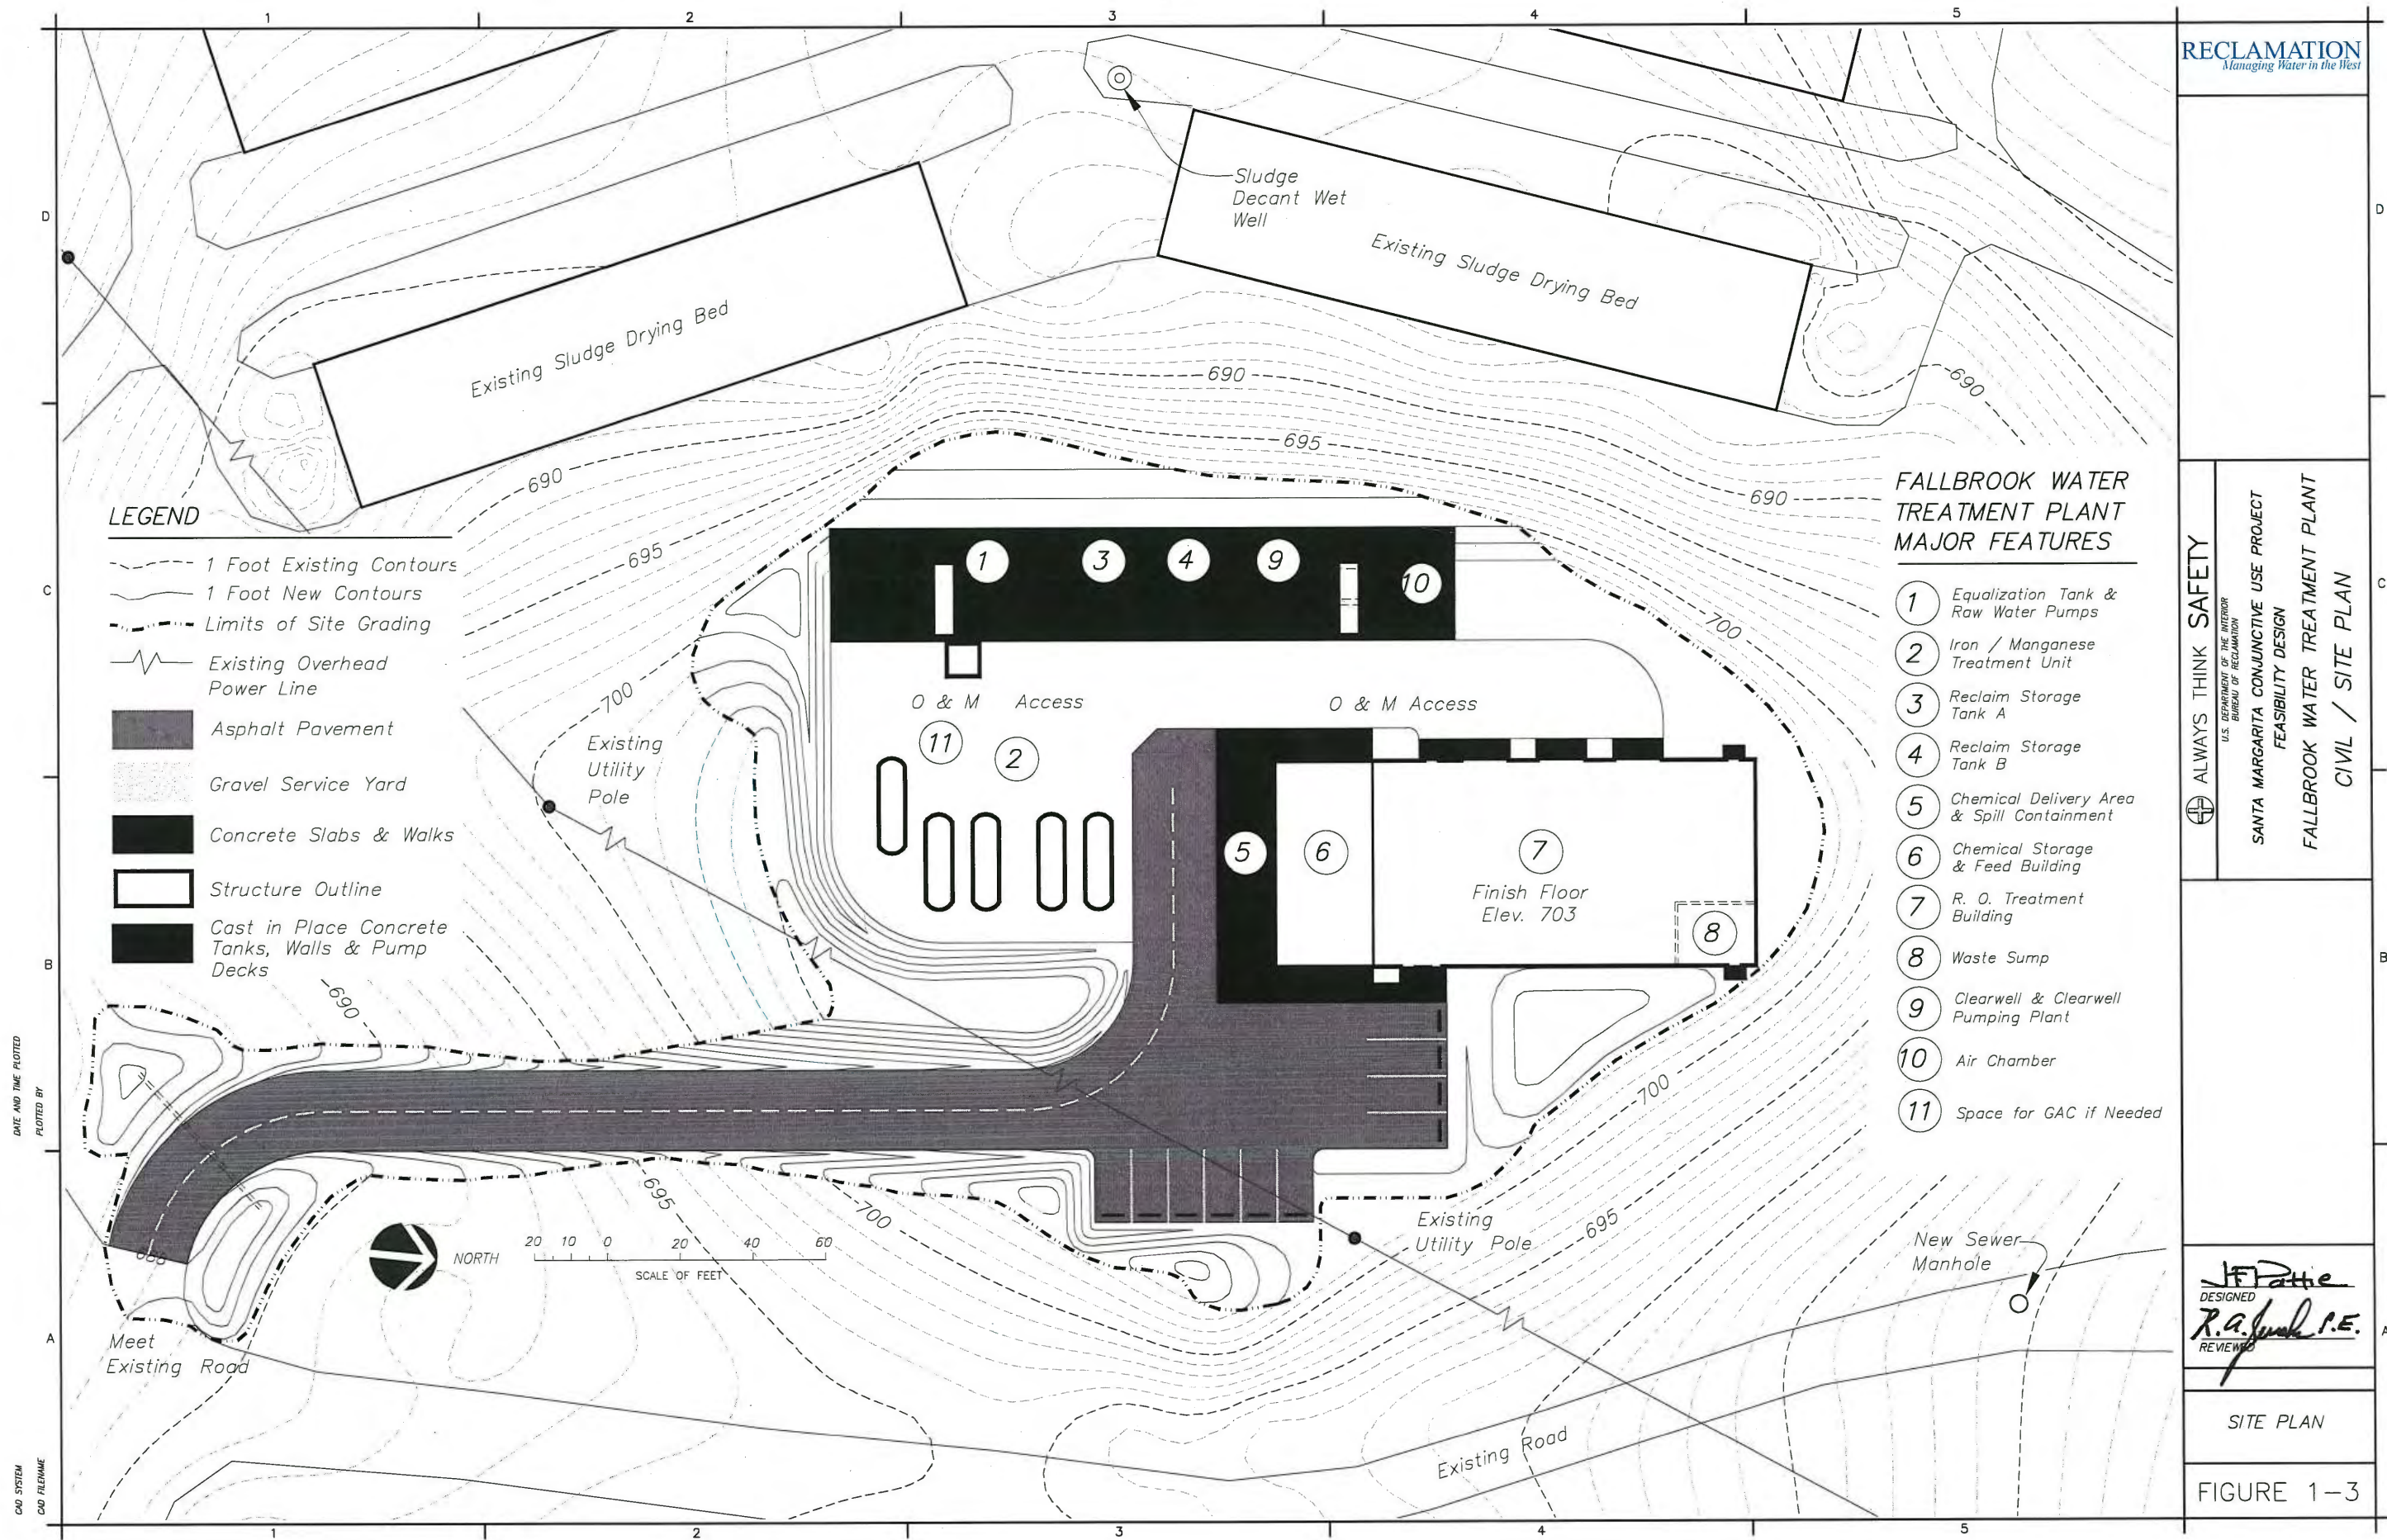 1 2 3 4 5
RECLAMATION
Managing Water in the West
D D
Sludge
Decant Wet
Well
Existing Sludge Drying Bed
Existing Sludge Drying Bed
690
690
695
690
690
695
700
700
LEGEND
1 Foot Existing Contours
1 Foot New Contours
Limits of Site Grading
Existing Overhead
Power Line
Asphalt Pavement
Gravel Service Yard
Concrete Slabs & Walks
Structure Outline
Cast in Place Concrete
Tanks, Walls & Pump
Decks
C C
1 3 4 9 10
O & M Access
O & M Access
11
2
Existing
Utility
Pole
5 6 7
Finish Floor
Elev. 703
8
FALLBROOK WATER
TREATMENT PLANT
MAJOR FEATURES
1 Equalization Tank &
Raw Water Pumps
2 Iron / Manganese
Treatment Unit
3 Reclaim Storage
Tank A
4 Reclaim Storage
Tank B
5 Chemical Delivery Area
& Spill Containment
6 Chemical Storage
& Feed Building
7 R. O. Treatment
Building
8 Waste Sump
9 Clearwell & Clearwell
Pumping Plant
10 Air Chamber
11 Space for GAC if Needed
ALWAYS THINK SAFETY
U.S. DEPARTMENT OF THE INTERIOR
BUREAU OF RECLAMATION
SANTA MARGARITA CONJUNCTIVE USE PROJECT
FEASIBILITY DESIGN
FALLBROOK WATER TREATMENT PLANT
CIVIL / SITE PLAN
B B
690
700
695
700
695
NORTH
20 10 0 20 40 60
SCALE OF FEET
Existing
Utility Pole
New Sewer
Manhole
Meet
Existing Road
Existing Road
A A
DATE AND TIME PLOTTED
PLOTTED BY
CAD SYSTEM
CAD FILENAME
JFPattie
DESIGNED
P.E.
REVIEWED
SITE PLAN
FIGURE 1-3
1 2 3 4 5